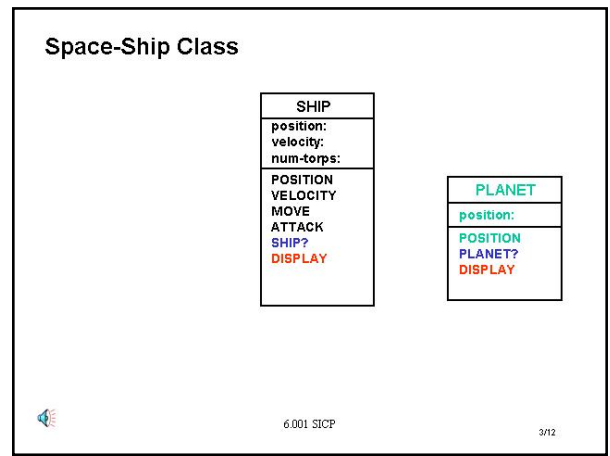 Space-Ship Class
SHIP
position:
velocity:
num-torps:
POSITION
VELOCITY
MOVE
ATTACK
SHIP?
DISPLAY
PLANET
position:
POSITION
PLANET?
DISPLAY
6.001 SICP
3/12